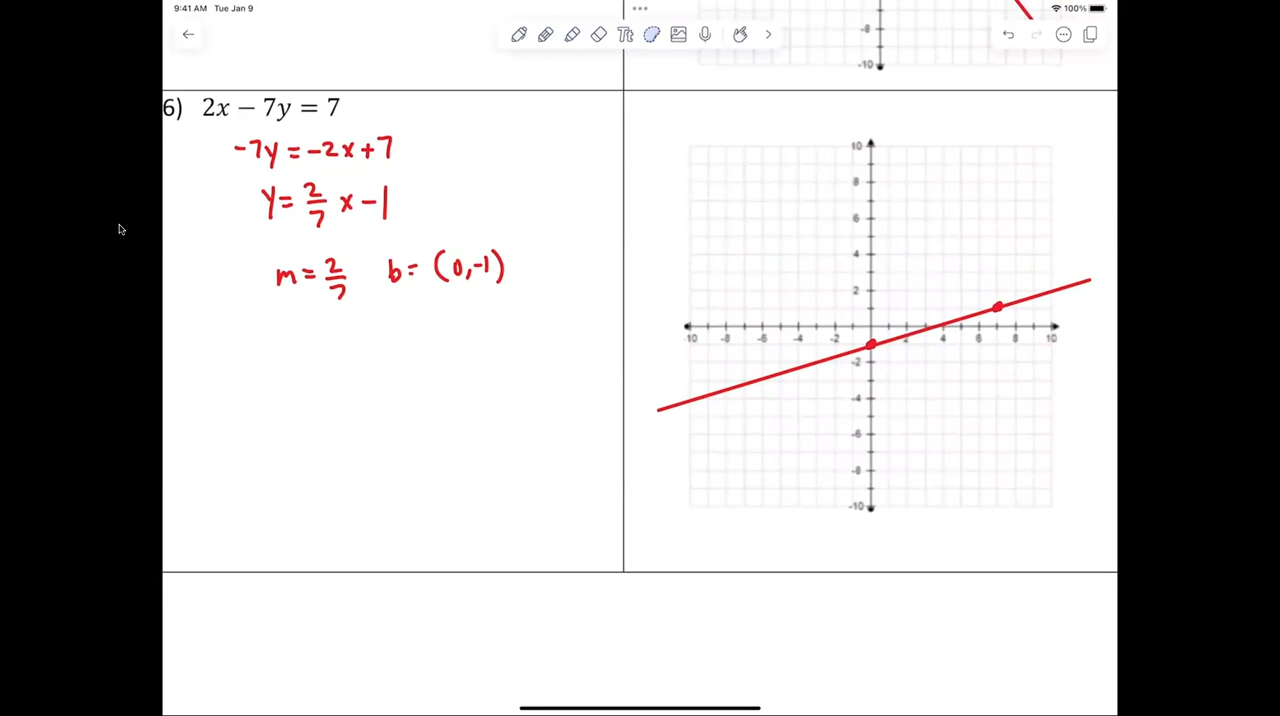 9:41 AM Tue Jan 9
100%
-8
-10
6) 2x − 7y = 7
-7y = -2x + 7
y = 2/7 x - 1
m = 2/7 b = (0, -1)
10
8
6
4
2
-10 -8 -6 -4 -2 2 4 6 8 10
-2
-4
-6
-8
-10